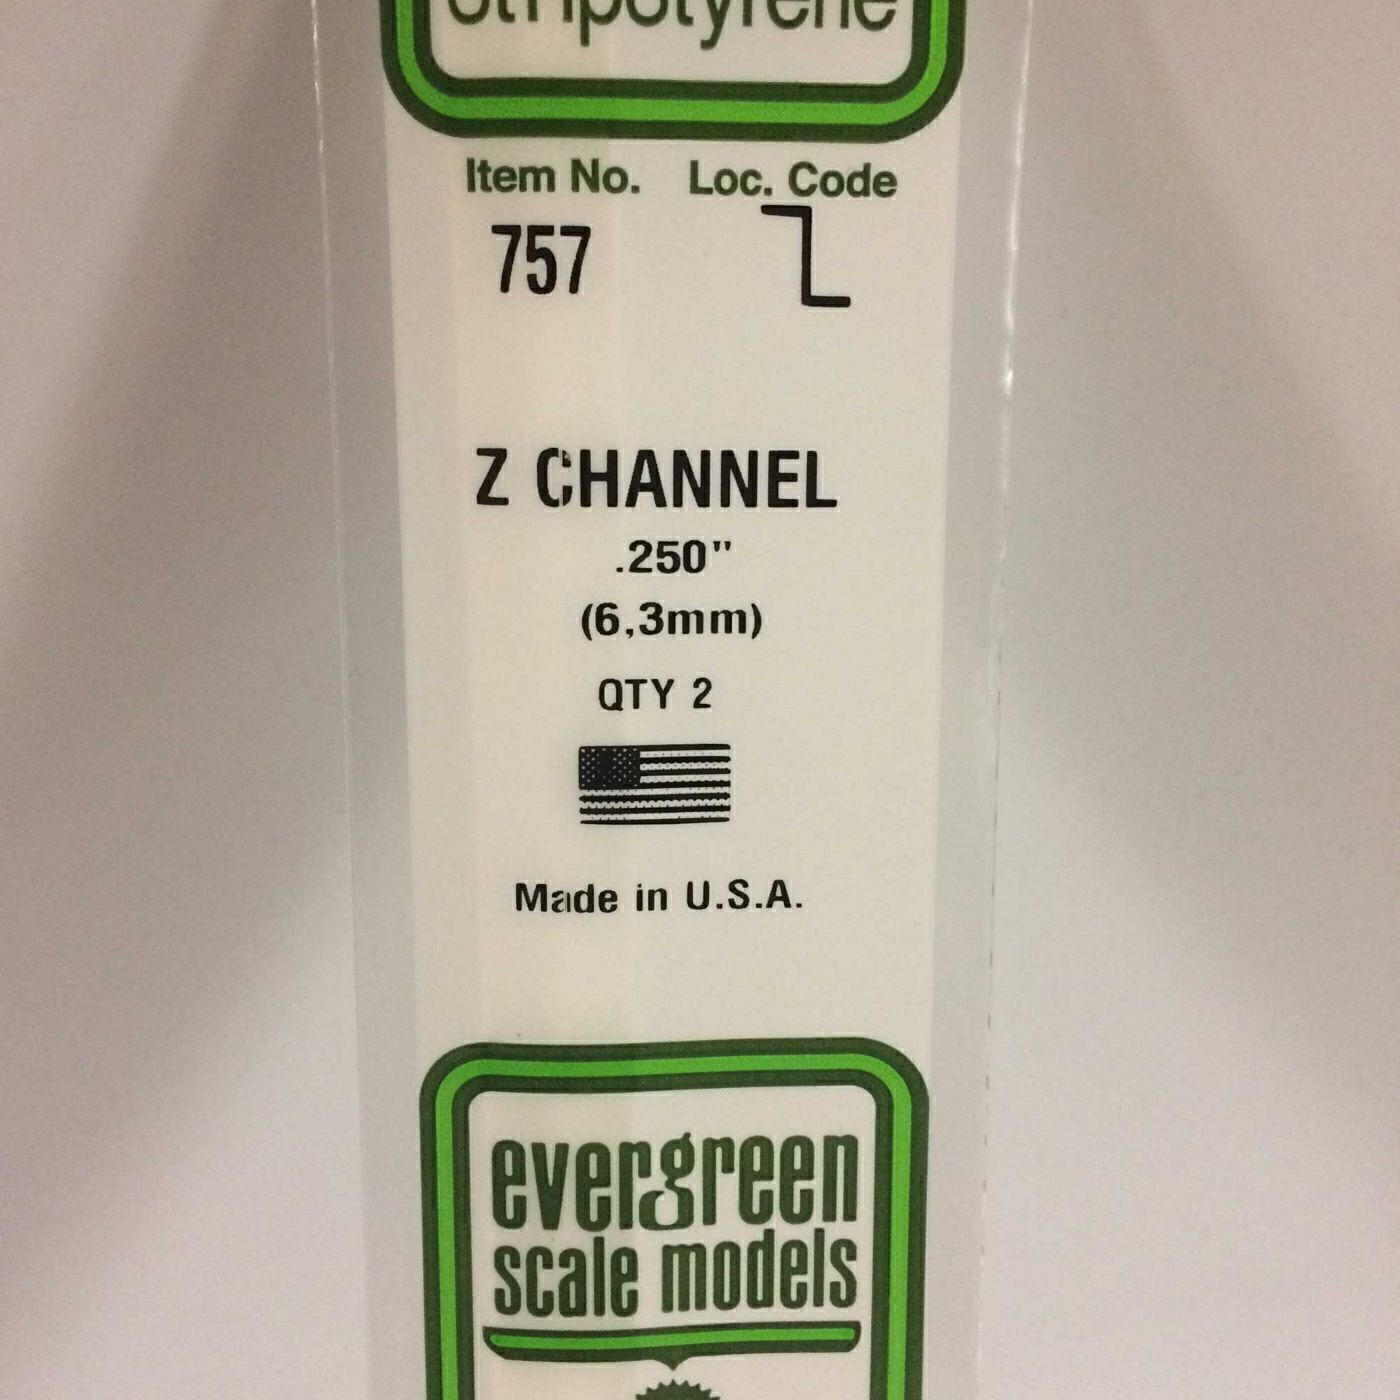 Item No. Loc. Code
757
Z CHANNEL
.250"
(6,3mm)
QTY 2
Made in U.S.A.
evergreen
scale models